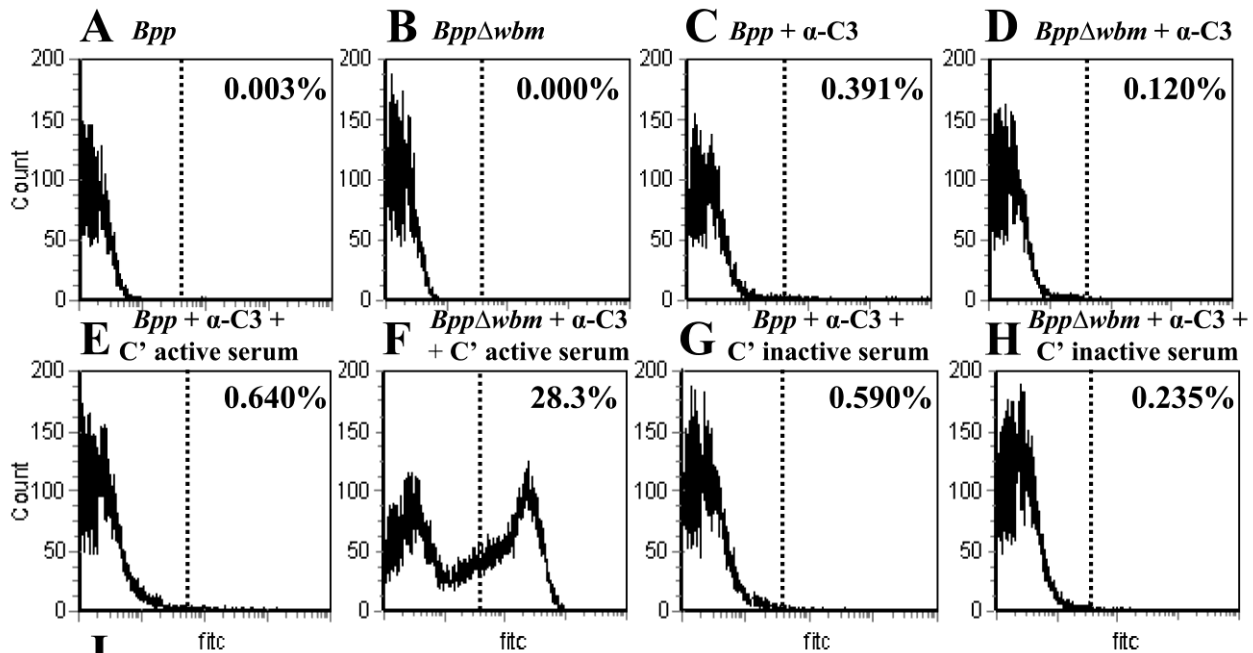 A Bpp
B BppΔwbm
C Bpp + α-C3
D BppΔwbm + α-C3
200
150
100
50
0
Count
0.003%
200
150
100
50
0
0.000%
200
150
100
50
0
0.391%
200
150
100
50
0
0.120%
E Bpp + α-C3 +
C' active serum
F BppΔwbm + α-C3
+ C' active serum
G Bpp + α-C3 +
C' inactive serum
H BppΔwbm + α-C3 +
C' inactive serum
200
150
100
50
0
Count
0.640%
fitc
200
150
100
50
0
28.3%
fitc
200
150
100
50
0
0.590%
fitc
200
150
100
50
0
0.235%
fitc